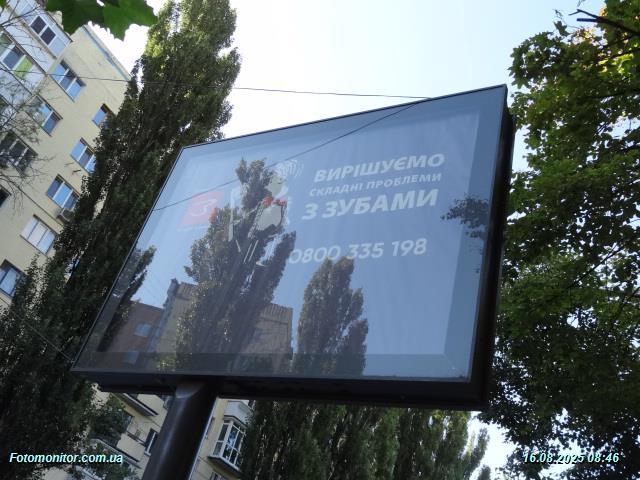 ВИРІШУЄМО
СКЛАДНІ ПРОБЛЕМИ
З ЗУБАМИ
0800 335 198
Fotomonitor.com.ua
16.08.2025 08:46